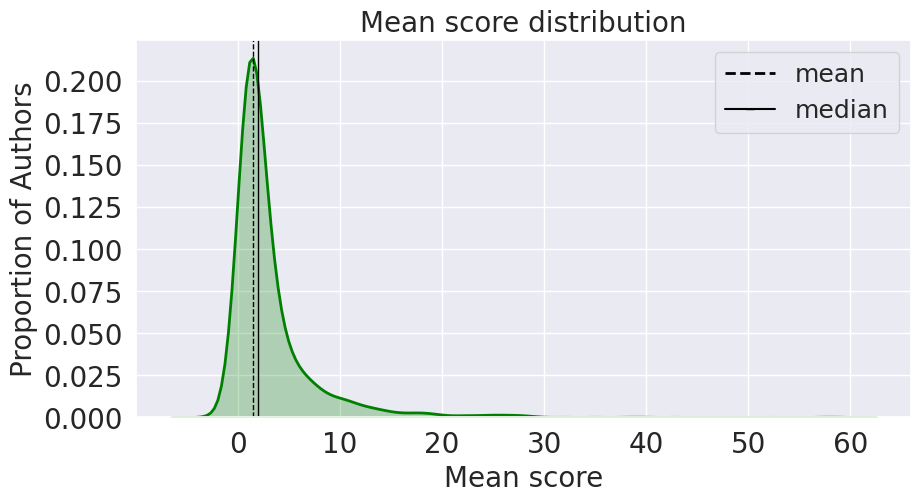 Mean score distribution
mean
median
Proportion of Authors
0.200
0.175
0.150
0.125
0.100
0.075
0.050
0.025
0.000
0 10 20 30 40 50 60
Mean score